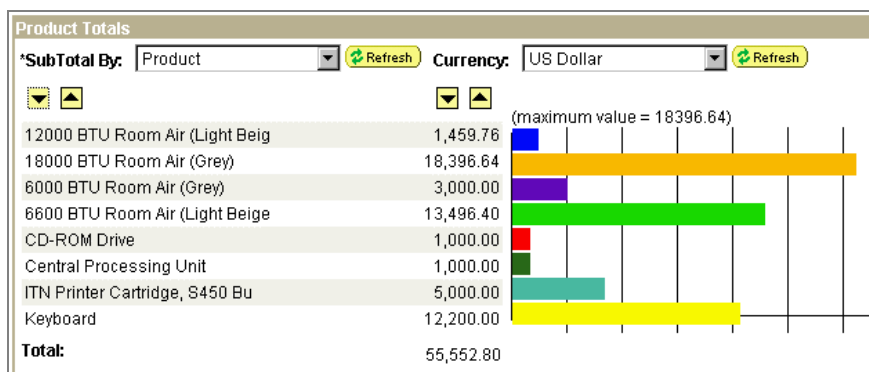 Product Totals
*SubTotal By: Product Refresh Currency: US Dollar Refresh
(maximum value = 18396.64)
12000 BTU Room Air (Light Beig 1,459.76
18000 BTU Room Air (Grey) 18,396.64
6000 BTU Room Air (Grey) 3,000.00
6600 BTU Room Air (Light Beige 13,496.40
CD-ROM Drive 1,000.00
Central Processing Unit 1,000.00
ITN Printer Cartridge, S450 Bu 5,000.00
Keyboard 12,200.00
Total: 55,552.80